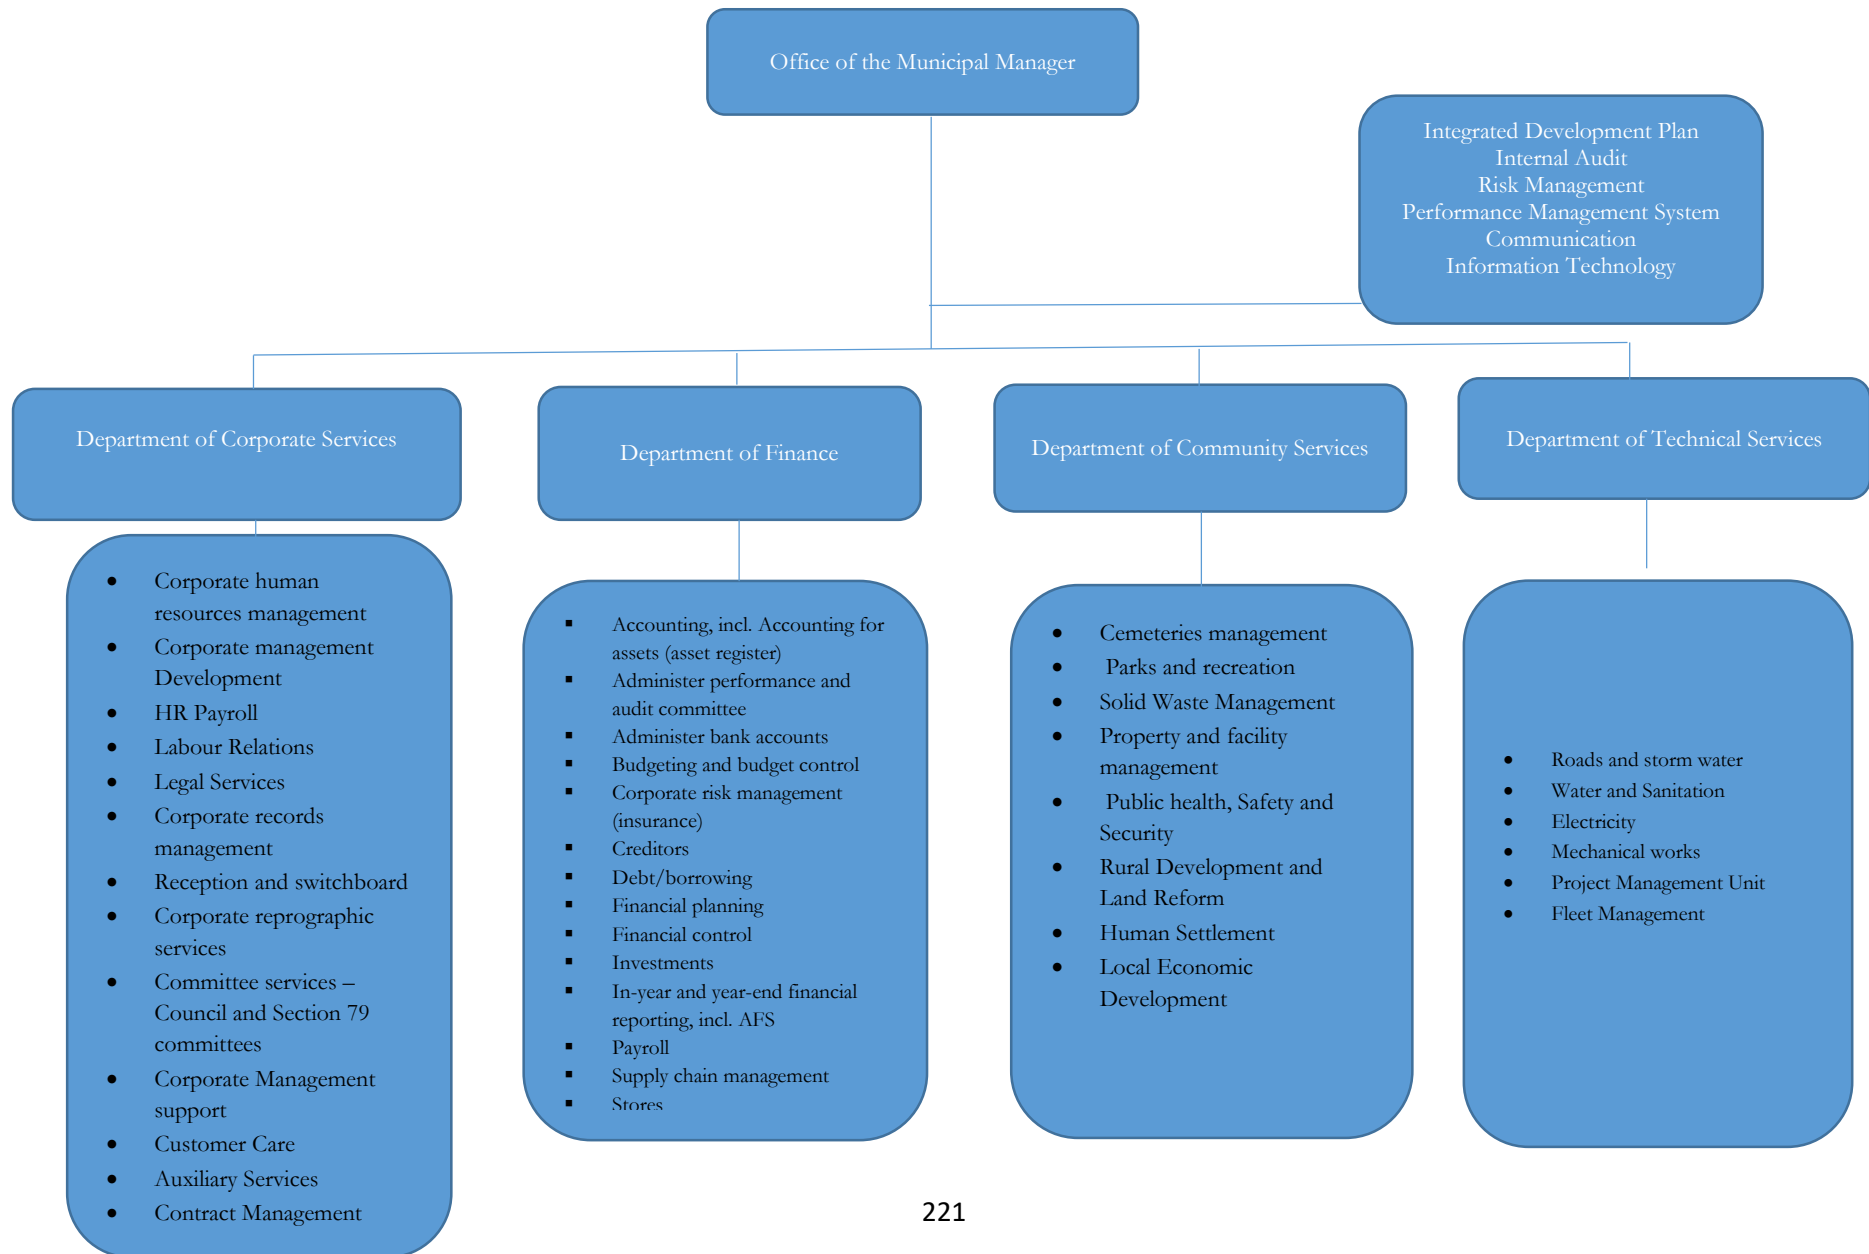 Office of the Municipal Manager
Integrated Development Plan
Internal Audit
Risk Management
Performance Management System
Communication
Information Technology
Department of Corporate Services
Department of Finance
Department of Community Services
Department of Technical Services
• Corporate human
resources management
• Corporate management
Development
• HR Payroll
• Labour Relations
• Legal Services
• Corporate records
management
• Reception and switchboard
• Corporate reprographic
services
• Committee services –
Council and Section 79
committees
• Corporate Management
support
• Customer Care
• Auxiliary Services
• Contract Management
▪ Accounting, incl. Accounting for
assets (asset register)
▪ Administer performance and
audit committee
▪ Administer bank accounts
▪ Budgeting and budget control
▪ Corporate risk management
(insurance)
▪ Creditors
▪ Debt/borrowing
▪ Financial planning
▪ Financial control
▪ Investments
▪ In-year and year-end financial
reporting, incl. AFS
▪ Payroll
▪ Supply chain management
▪ Stores
• Cemeteries management
• Parks and recreation
• Solid Waste Management
• Property and facility
management
• Public health, Safety and
Security
• Rural Development and
Land Reform
• Human Settlement
• Local Economic
Development
• Roads and storm water
• Water and Sanitation
• Electricity
• Mechanical works
• Project Management Unit
• Fleet Management
221